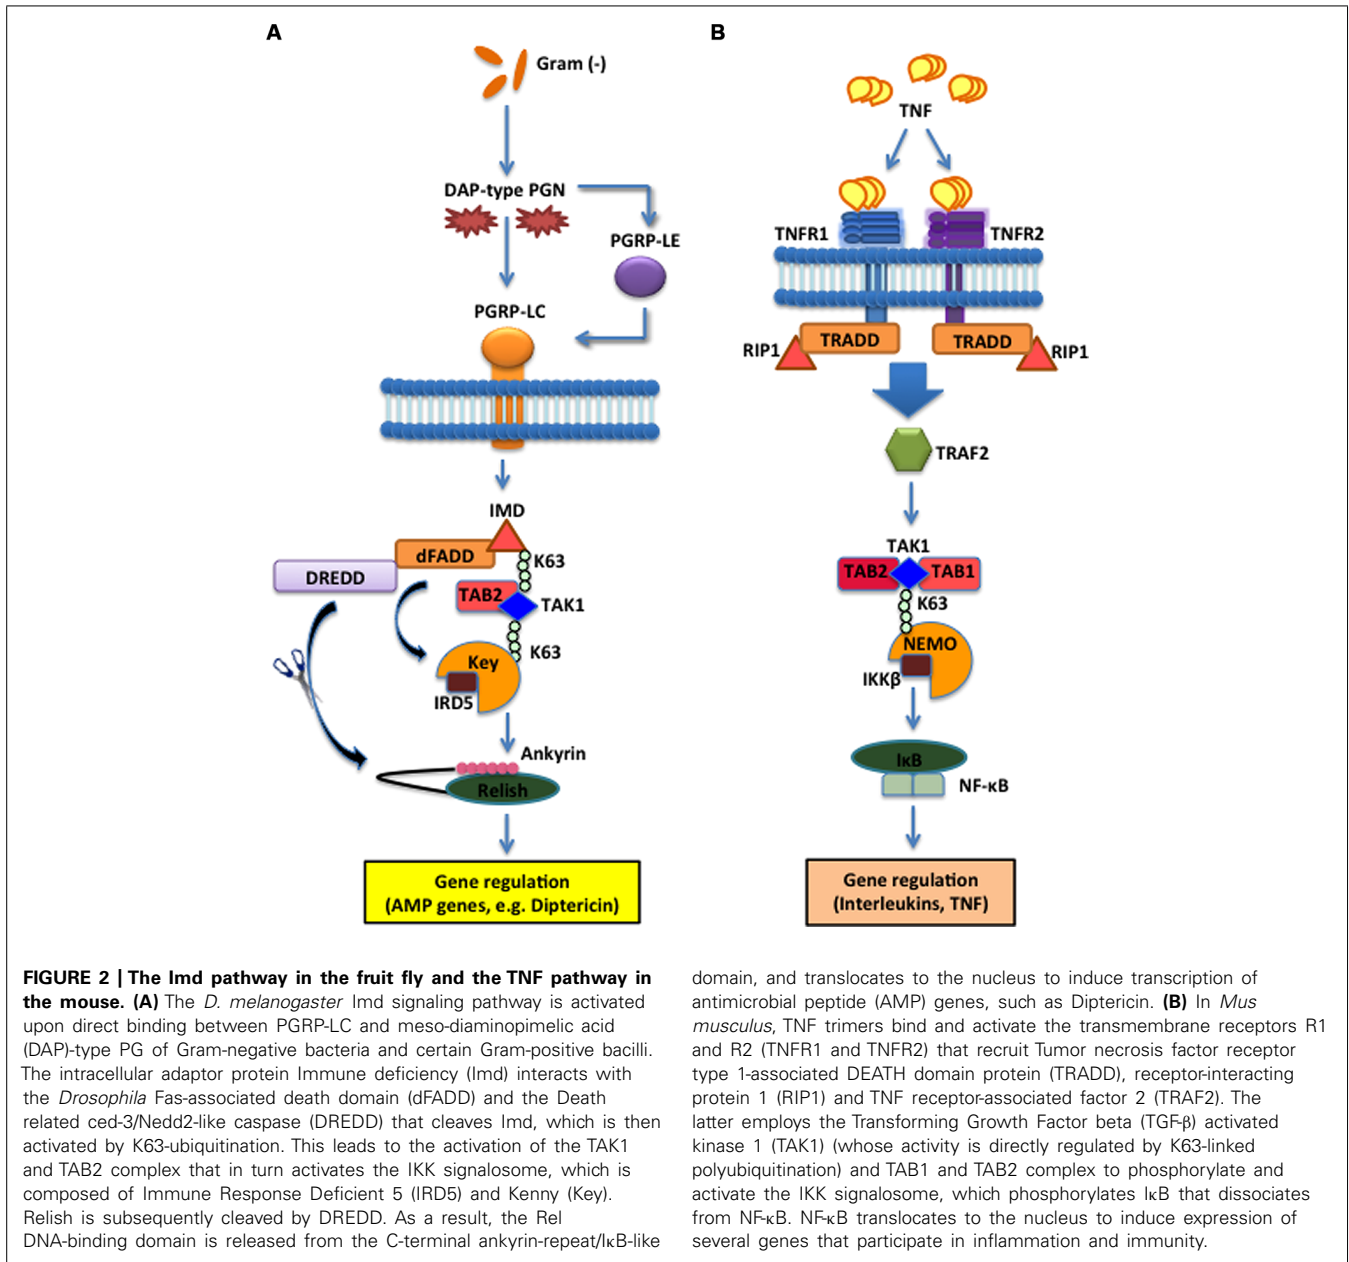 A
Gram (-)
DAP-type PGN
PGRP-LE
PGRP-LC
IMD
K63
dFADD
DREDD
TAB2
TAK1
K63
Key
IRD5
Ankyrin
Relish
Gene regulation
(AMP genes, e.g. Diptericin)
B
TNF
TNFR1
TNFR2
TRADD
TRADD
RIP1
RIP1
TRAF2
TAK1
TAB2
TAB1
K63
NEMO
IKKβ
IκB
NF-κB
Gene regulation
(Interleukins, TNF)
FIGURE 2 | The Imd pathway in the fruit fly and the TNF pathway in
the mouse. (A) The D. melanogaster Imd signaling pathway is activated
upon direct binding between PGRP-LC and meso-diaminopimelic acid
(DAP)-type PG of Gram-negative bacteria and certain Gram-positive bacilli.
The intracellular adaptor protein Immune deficiency (Imd) interacts with
the Drosophila Fas-associated death domain (dFADD) and the Death
related ced-3/Nedd2-like caspase (DREDD) that cleaves Imd, which is then
activated by K63-ubiquitination. This leads to the activation of the TAK1
and TAB2 complex that in turn activates the IKK signalosome, which is
composed of Immune Response Deficient 5 (IRD5) and Kenny (Key).
Relish is subsequently cleaved by DREDD. As a result, the Rel
DNA-binding domain is released from the C-terminal ankyrin-repeat/IκB-like
domain, and translocates to the nucleus to induce transcription of
antimicrobial peptide (AMP) genes, such as Diptericin. (B) In Mus
musculus, TNF trimers bind and activate the transmembrane receptors R1
and R2 (TNFR1 and TNFR2) that recruit Tumor necrosis factor receptor
type 1-associated DEATH domain protein (TRADD), receptor-interacting
protein 1 (RIP1) and TNF receptor-associated factor 2 (TRAF2). The
latter employs the Transforming Growth Factor beta (TGF-β) activated
kinase 1 (TAK1) (whose activity is directly regulated by K63-linked
polyubiquitination) and TAB1 and TAB2 complex to phosphorylate and
activate the IKK signalosome, which phosphorylates IκB that dissociates
from NF-κB. NF-κB translocates to the nucleus to induce expression of
several genes that participate in inflammation and immunity.